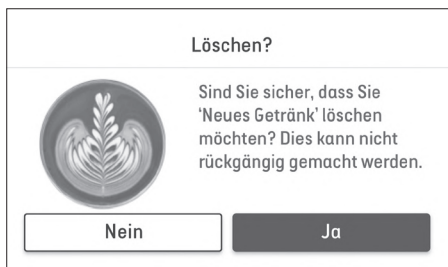 Löschen?
Sind Sie sicher, dass Sie
‘Neues Getränk’ löschen
möchten? Dies kann nicht
rückgängig gemacht werden.
Nein
Ja